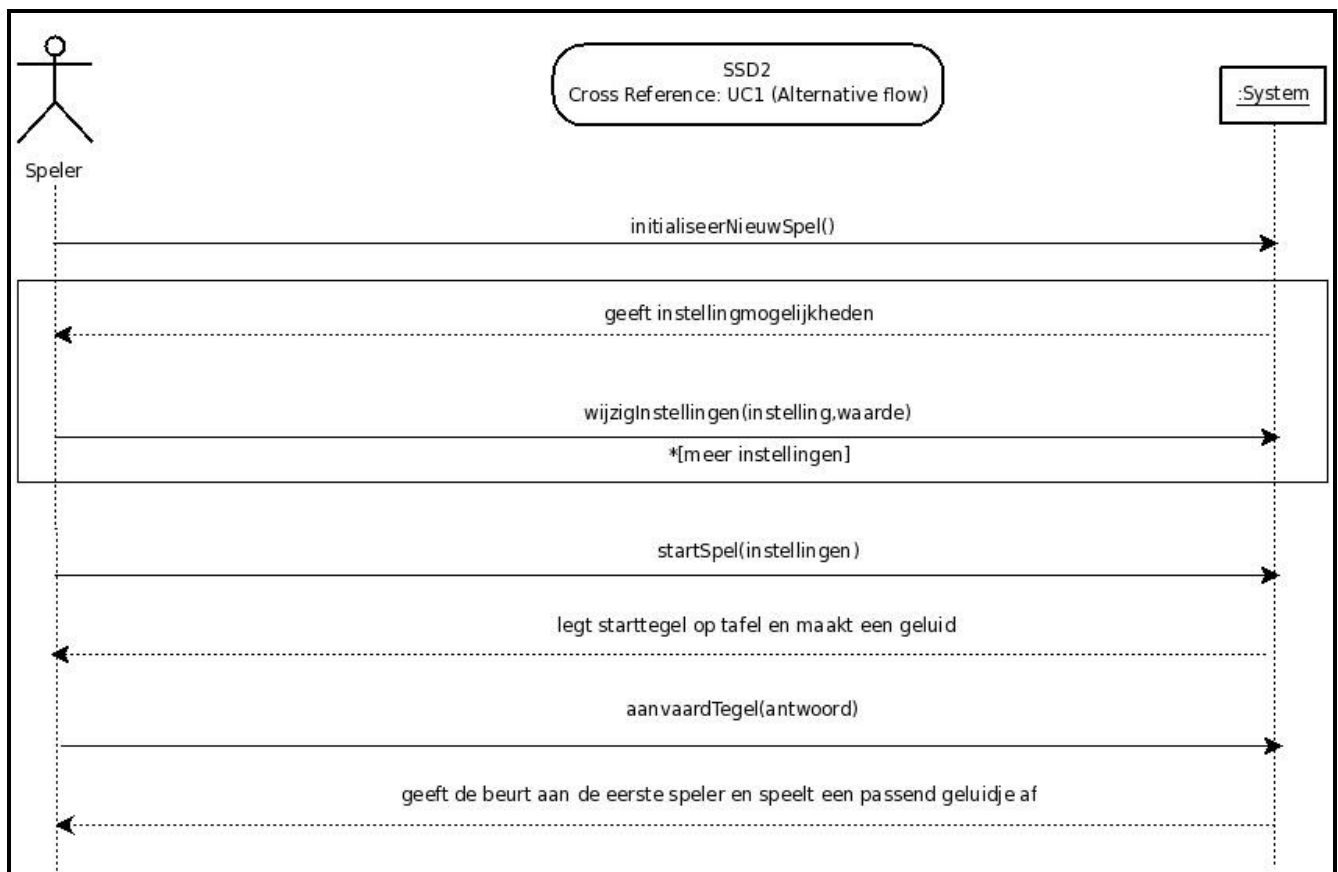 SSD2
Cross Reference: UC1 (Alternative flow)
:System
Speler
initialiseerNieuwSpel()
geeft instellingmogelijkheden
wijzigInstellingen(instelling,waarde)
*[meer instellingen]
startSpel(instellingen)
legt starttegel op tafel en maakt een geluid
aanvaardTegel(antwoord)
geeft de beurt aan de eerste speler en speelt een passend geluidje af